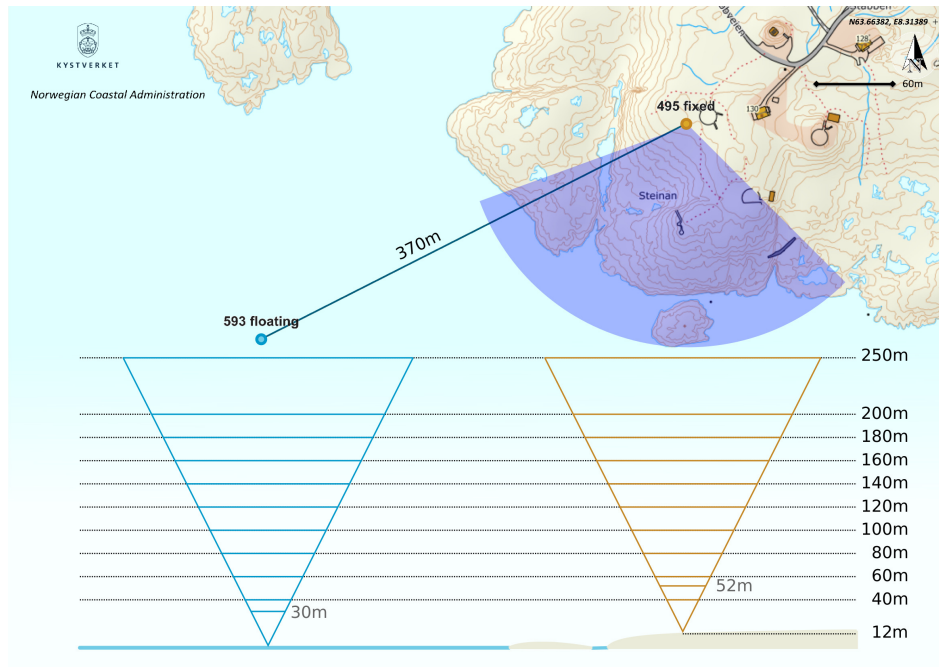 Støbben
N63.66382, E8.31389
128
KYSTVERKET
60m
Norwegian Coastal Administration
495 fixed
130
Steinan
370m
593 floating
250m
200m
180m
160m
140m
120m
100m
80m
60m
52m
40m
30m
12m